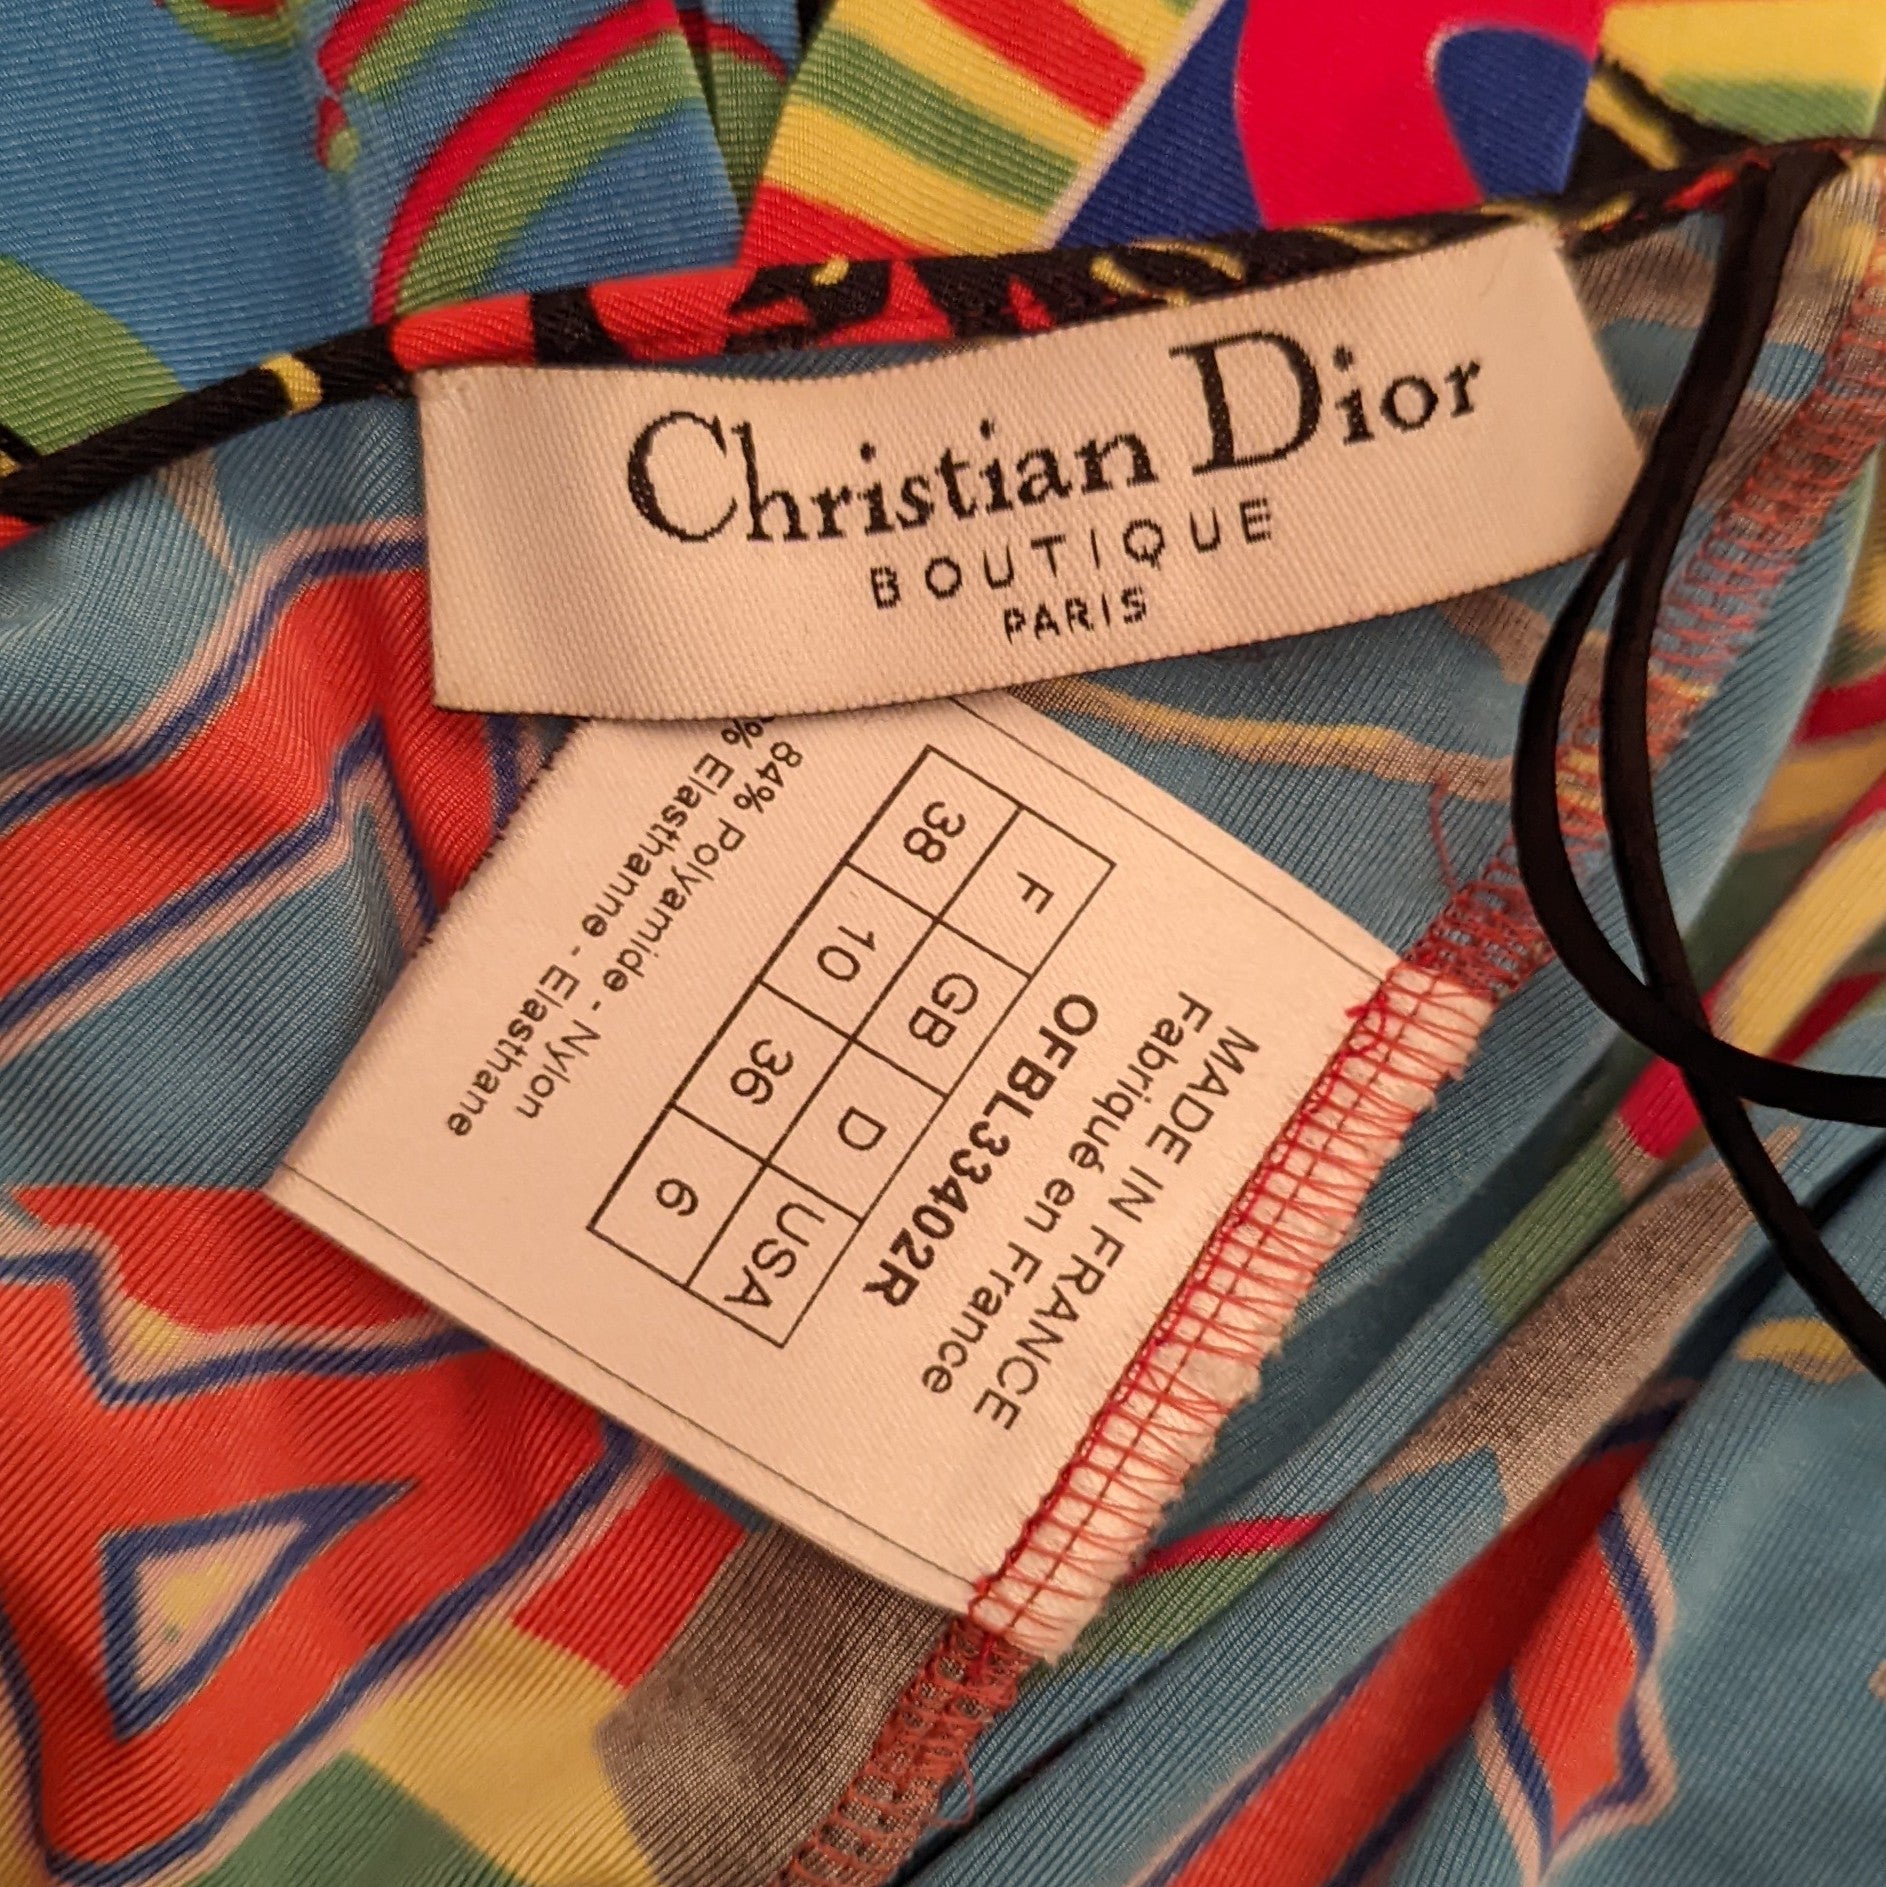 Christian Dior
BOUTIQUE
PARIS
MADE IN FRANCE
Fabriqué en France
OFBL33402R
F GB D USA
38 10 36 6
84% Polyamide - Nylon
% Elasthanne - Elasthane